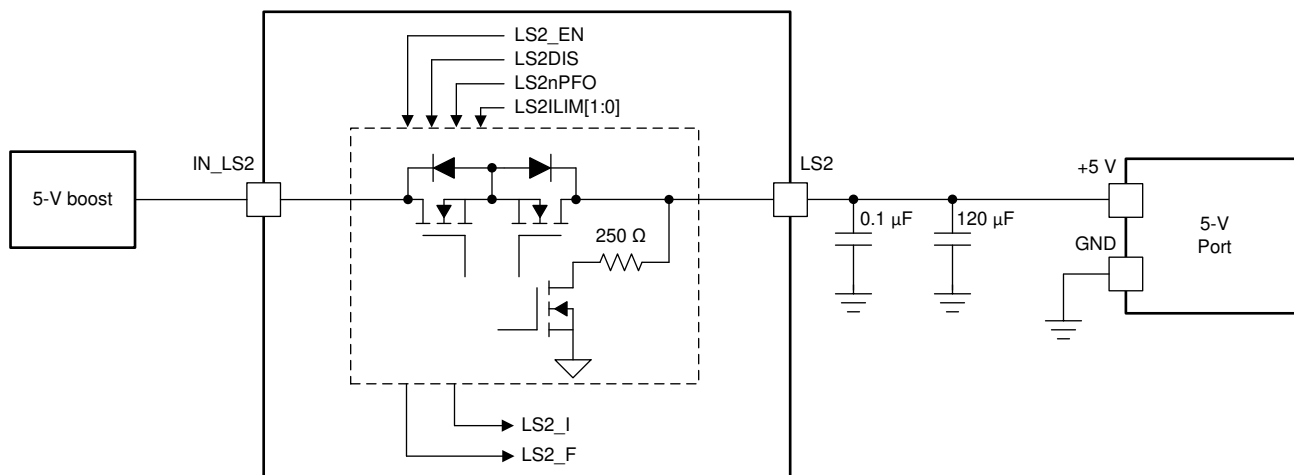 LS2_EN
LS2DIS
LS2nPFO
LS2ILIM[1:0]
5-V boost
IN_LS2
LS2
+5 V
0.1 µF
120 µF
GND
5-V
Port
250 Ω
LS2_I
LS2_F